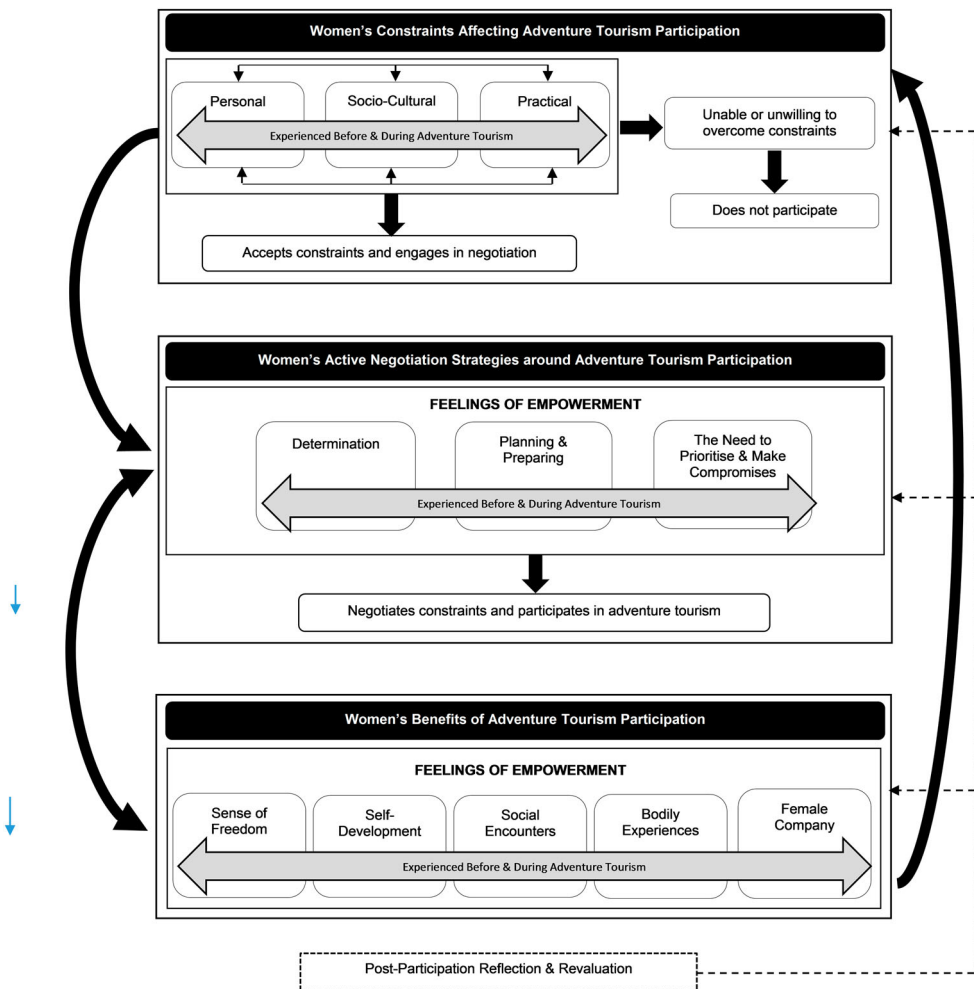 Women's Constraints Affecting Adventure Tourism Participation
Personal
Socio-Cultural
Practical
Experienced Before & During Adventure Tourism
Unable or unwilling to
overcome constraints
Does not participate
Accepts constraints and engages in negotiation
Women's Active Negotiation Strategies around Adventure Tourism Participation
FEELINGS OF EMPOWERMENT
Determination
Planning &
Preparing
The Need to
Prioritise & Make
Compromises
Experienced Before & During Adventure Tourism
Negotiates constraints and participates in adventure tourism
Women's Benefits of Adventure Tourism Participation
FEELINGS OF EMPOWERMENT
Sense of
Freedom
Self-
Development
Social
Encounters
Bodily
Experiences
Female
Company
Experienced Before & During Adventure Tourism
Post-Participation Reflection & Revaluation